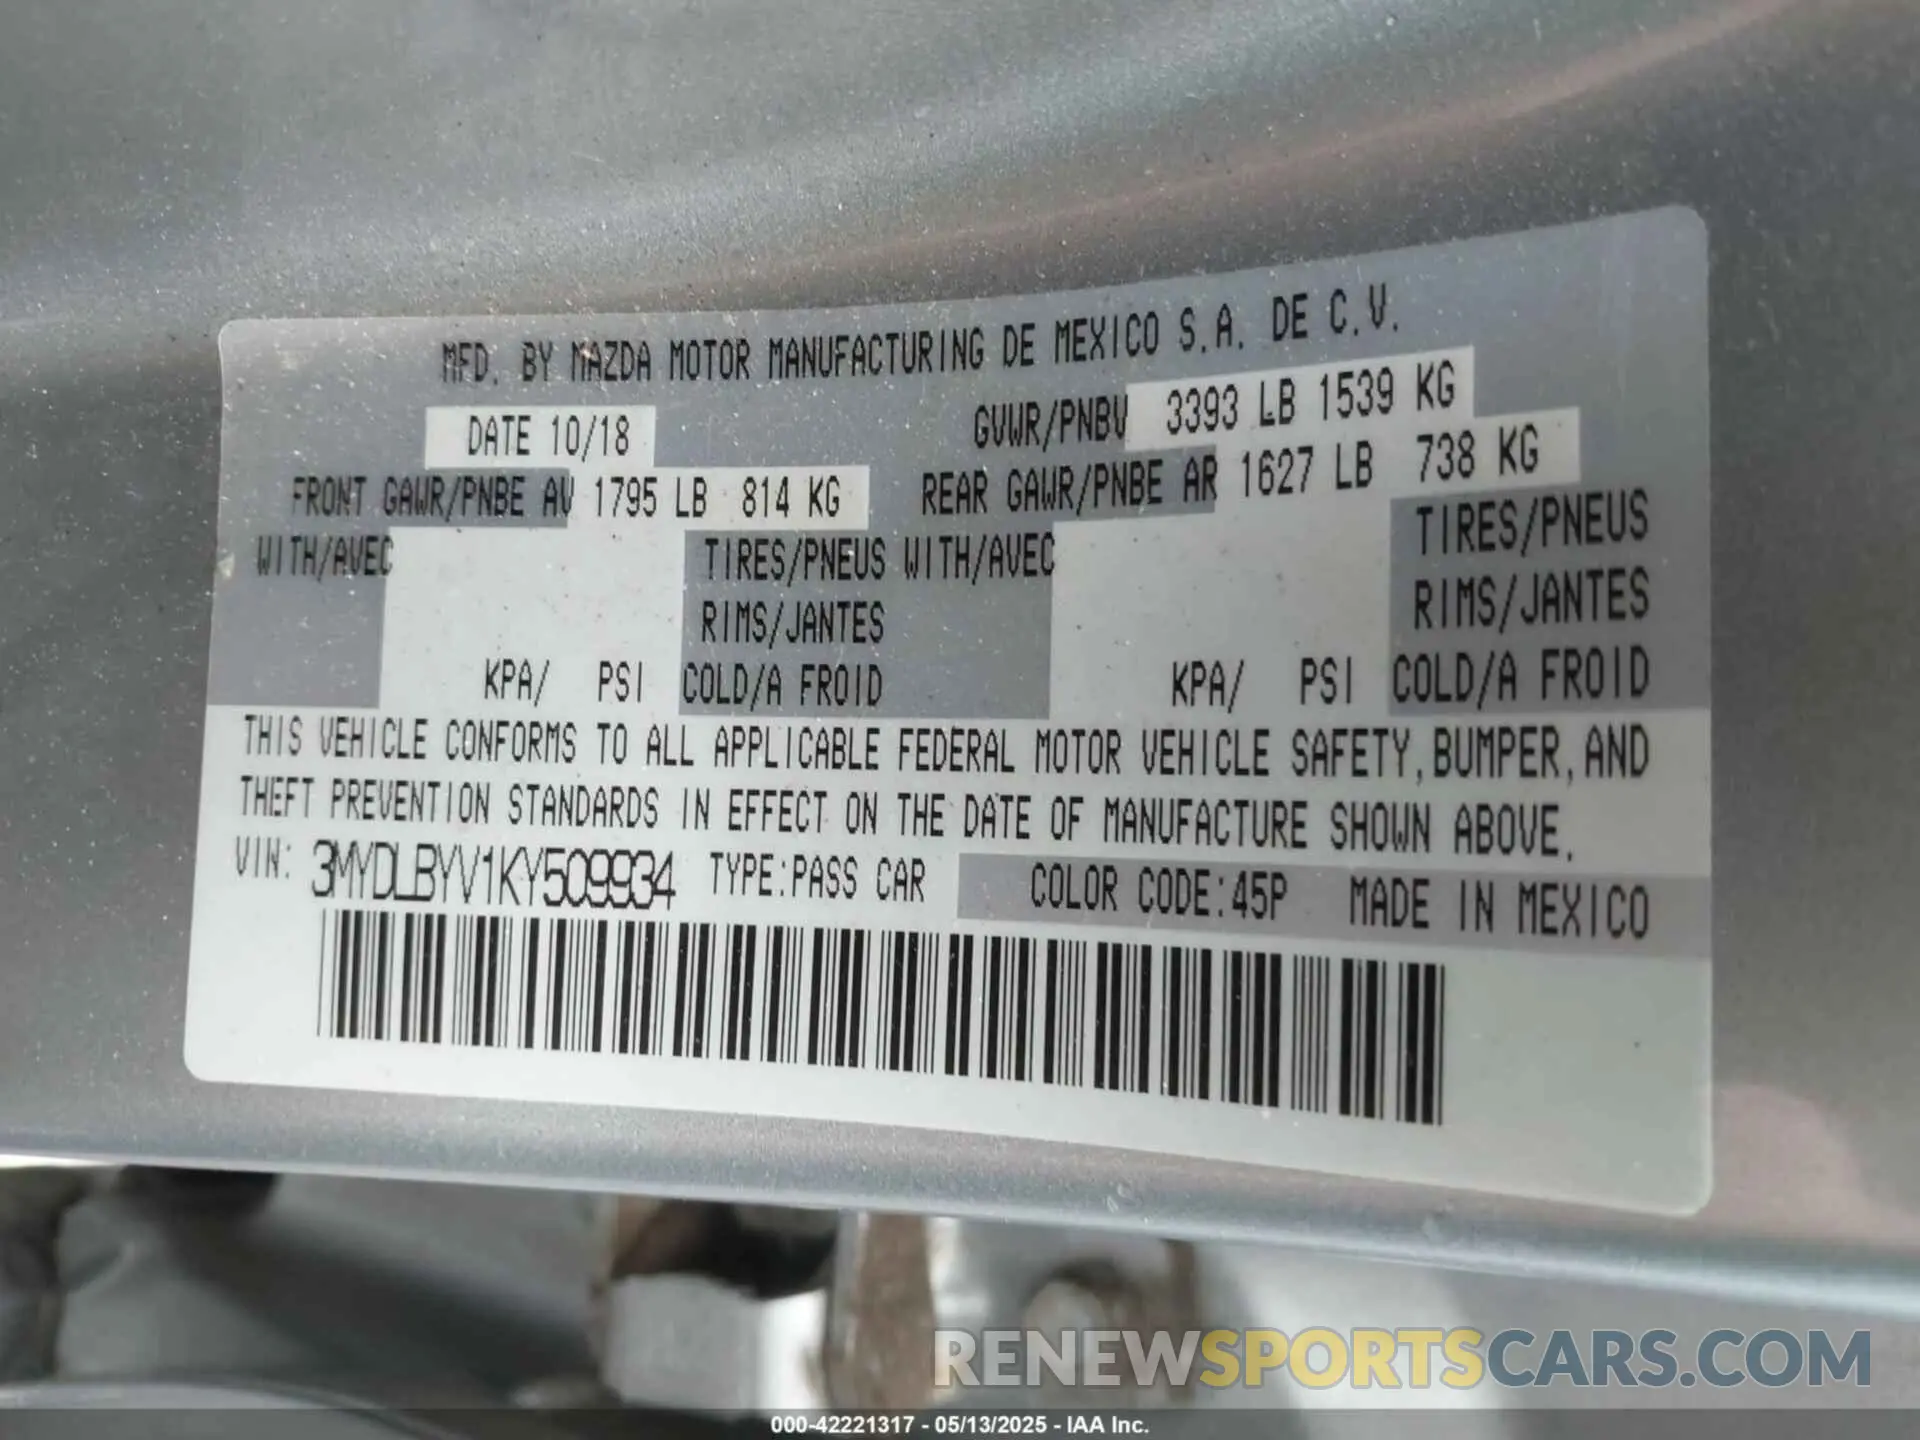 MFD. BY MAZDA MOTOR MANUFACTURING DE MEXICO S.A. DE C.V.
DATE 10/18 GVWR/PNBV 3393 LB 1539 KG
FRONT GAWR/PNBE AV 1795 LB 814 KG REAR GAWR/PNBE AR 1627 LB 738 KG
WITH/AVEC TIRES/PNEUS WITH/AVEC TIRES/PNEUS
RIMS/JANTES RIMS/JANTES
KPA/ PSI COLD/A FROID KPA/ PSI COLD/A FROID
THIS VEHICLE CONFORMS TO ALL APPLICABLE FEDERAL MOTOR VEHICLE SAFETY, BUMPER, AND
THEFT PREVENTION STANDARDS IN EFFECT ON THE DATE OF MANUFACTURE SHOWN ABOVE.
VIN: 3MYDLBYV1KY509934 TYPE:PASS CAR COLOR CODE:45P MADE IN MEXICO
RENEWSPORTSCARS.COM
000-42221317 - 05/13/2025 - IAA Inc.